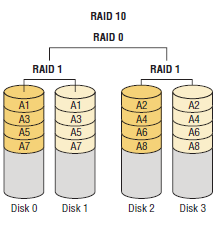 RAID 10
RAID 0
RAID 1 RAID 1
A1 A1 A2 A2
A3 A3 A4 A4
A5 A5 A6 A6
A7 A7 A8 A8
Disk 0 Disk 1 Disk 2 Disk 3